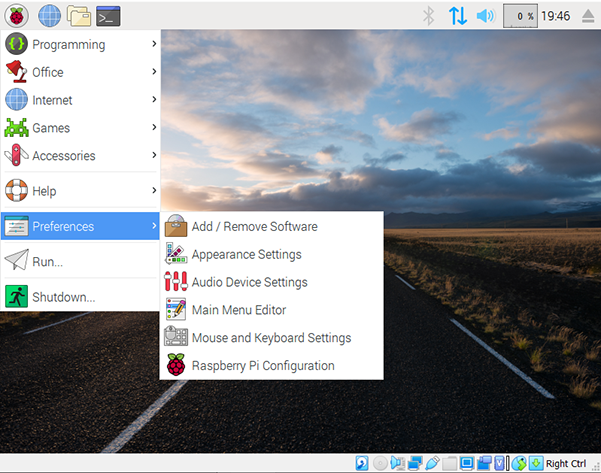 0 %
19:46
Programming
Office
Internet
Games
Accessories
Help
Preferences
Run...
Shutdown...
Add / Remove Software
Appearance Settings
Audio Device Settings
Main Menu Editor
Mouse and Keyboard Settings
Raspberry Pi Configuration
Right Ctrl